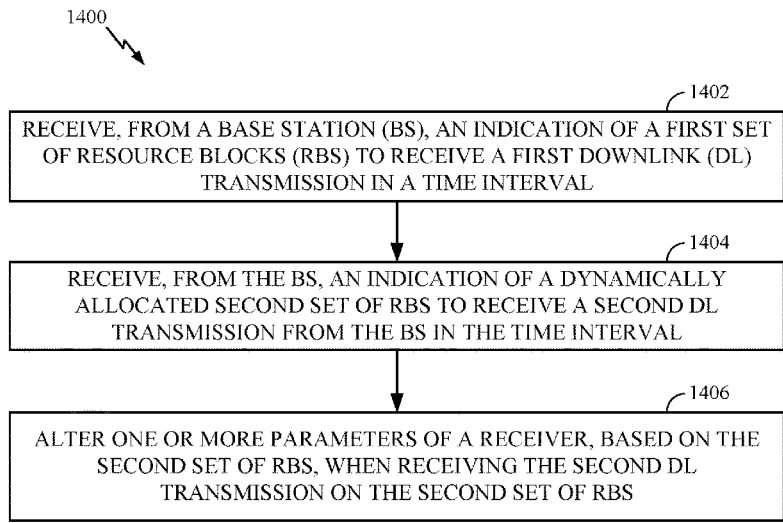 1400
1402
RECEIVE, FROM A BASE STATION (BS), AN INDICATION OF A FIRST SET
OF RESOURCE BLOCKS (RBS) TO RECEIVE A FIRST DOWNLINK (DL)
TRANSMISSION IN A TIME INTERVAL
1404
RECEIVE, FROM THE BS, AN INDICATION OF A DYNAMICALLY
ALLOCATED SECOND SET OF RBS TO RECEIVE A SECOND DL
TRANSMISSION FROM THE BS IN THE TIME INTERVAL
1406
ALTER ONE OR MORE PARAMETERS OF A RECEIVER, BASED ON THE
SECOND SET OF RBS, WHEN RECEIVING THE SECOND DL
TRANSMISSION ON THE SECOND SET OF RBS